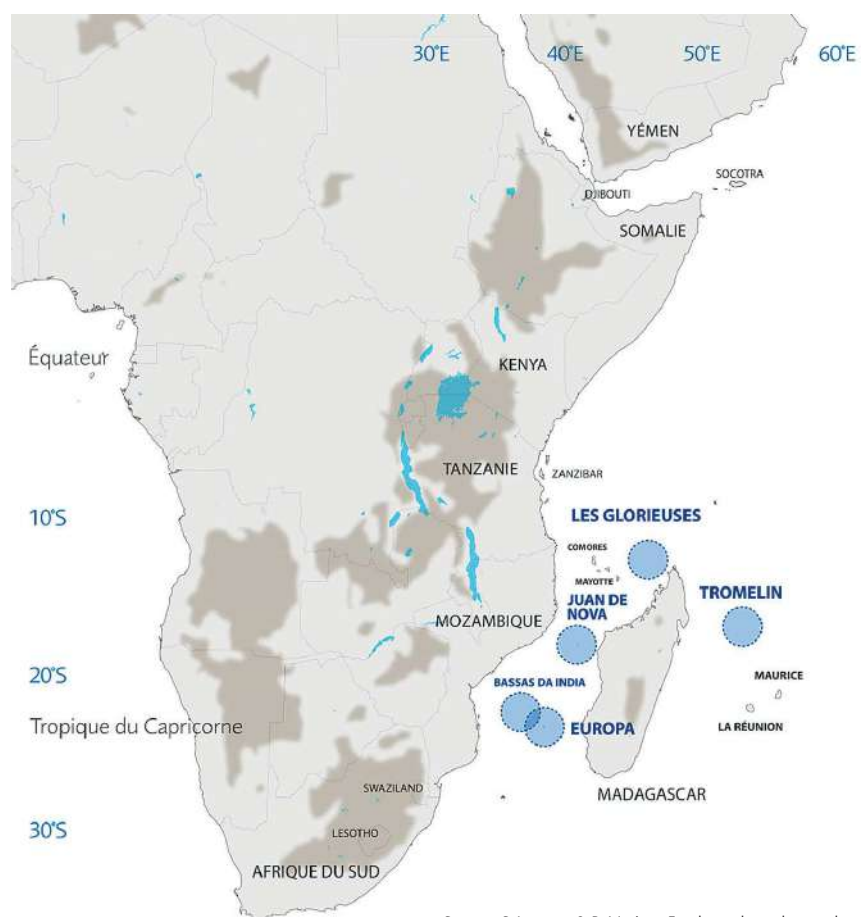 30°E
40°E
50°E
60°E
YÉMEN
SOCOTRA
DJIBOUTI
SOMALIE
Équateur
KENYA
TANZANIE
ZANZIBAR
10°S
LES GLORIEUSES
COMORES
MAYOTTE
TROMELIN
JUAN DE
NOVA
MOZAMBIQUE
20°S
BASSAS DA INDIA
MAURICE
Tropique du Capricorne
EUROPA
LA RÉUNION
SWAZILAND
MADAGASCAR
30°S
LESOTHO
AFRIQUE DU SUD